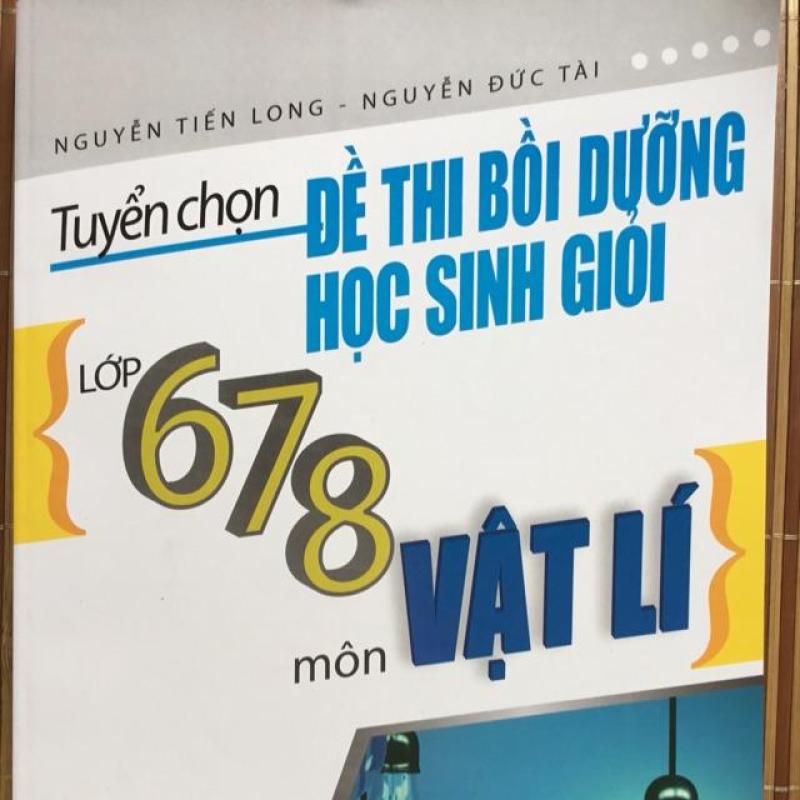 NGUYỄN TIẾN LONG - NGUYỄN ĐỨC TÀI
Tuyển chọn ĐỀ THI BỒI DƯỠNG
HỌC SINH GIỎI
LỚP 678
môn VẬT LÍ